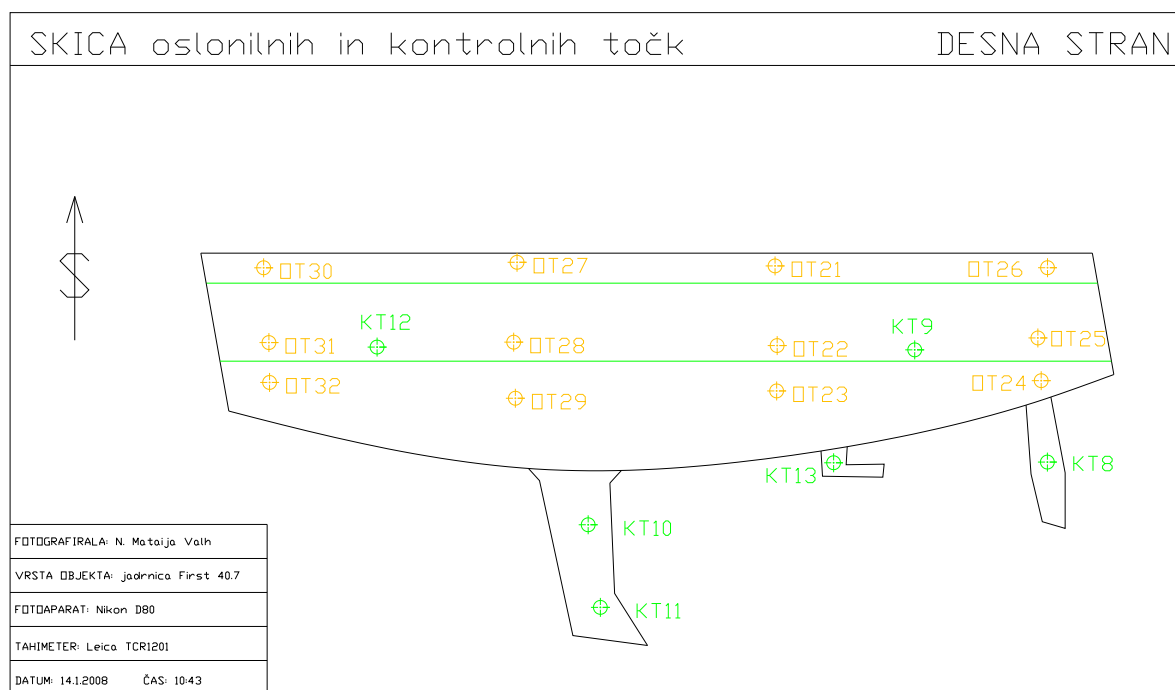 SKICA oslonilnih in kontrolnih točk DESNA STRAN
S
OT30 OT27 OT21 OT26
KT12 KT9
OT31 OT28 OT22 OT25
OT32 OT29 OT23 OT24
KT13 KT8
KT10
KT11
FOTOGRAFIRALA: N. Mataija Valh
VRSTA OBJEKTA: jadrnica First 40.7
FOTOAPARAT: Nikon D80
TAHIMETER: Leica TCR1201
DATUM: 14.1.2008 ČAS: 10:43